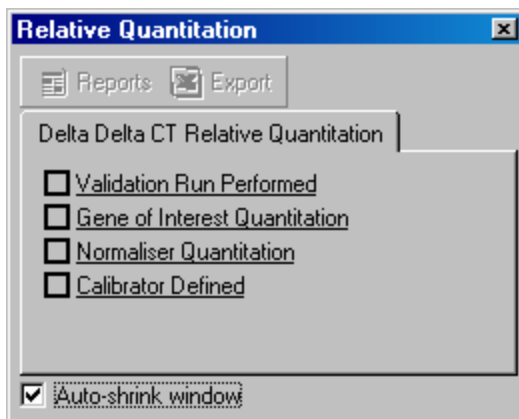 Relative Quantitation
Reports Export
Delta Delta CT Relative Quantitation
Validation Run Performed
Gene of Interest Quantitation
Normaliser Quantitation
Calibrator Defined
Auto-shrink window